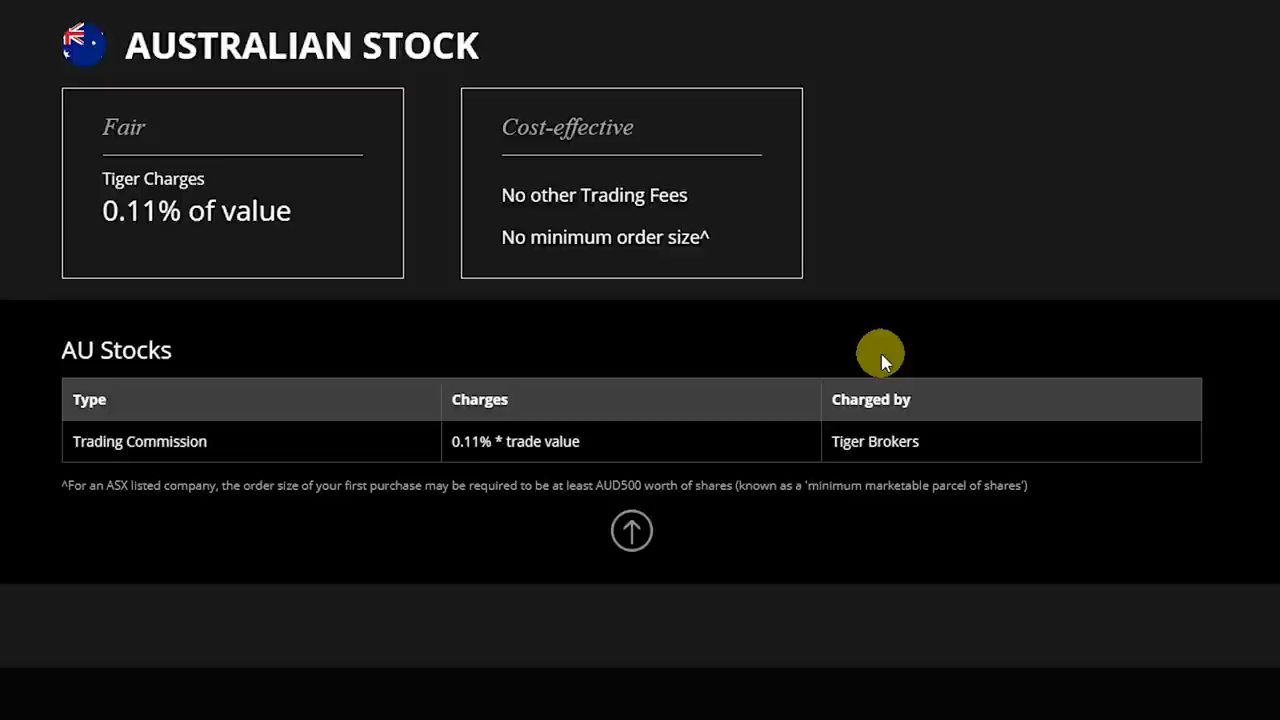 AUSTRALIAN STOCK
Fair
Tiger Charges
0.11% of value
Cost-effective
No other Trading Fees
No minimum order size^
AU Stocks
Type Charges Charged by
Trading Commission 0.11% * trade value Tiger Brokers
^For an ASX listed company, the order size of your first purchase may be required to be at least AUD500 worth of shares (known as a 'minimum marketable parcel of shares')